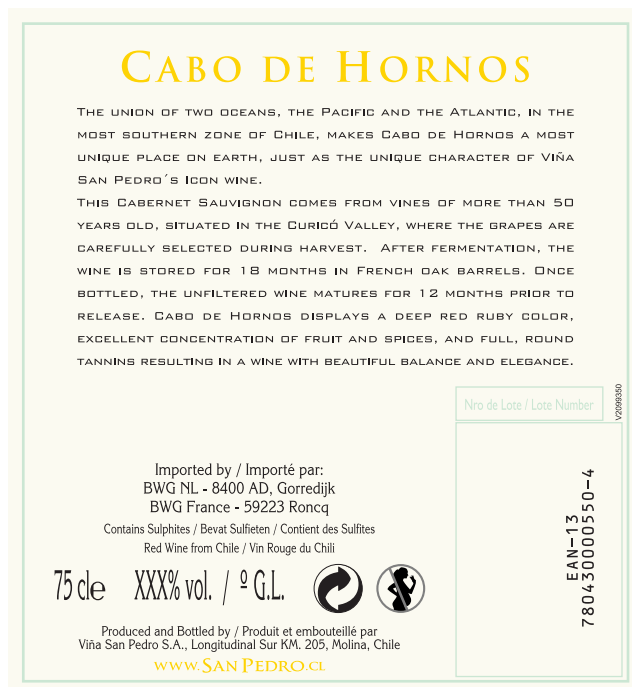 CABO DE HORNOS
THE UNION OF TWO OCEANS, THE PACIFIC AND THE ATLANTIC, IN THE
MOST SOUTHERN ZONE OF CHILE, MAKES CABO DE HORNOS A MOST
UNIQUE PLACE ON EARTH, JUST AS THE UNIQUE CHARACTER OF VIÑA
SAN PEDRO´S ICON WINE.
THIS CABERNET SAUVIGNON COMES FROM VINES OF MORE THAN 50
YEARS OLD, SITUATED IN THE CURICÓ VALLEY, WHERE THE GRAPES ARE
CAREFULLY SELECTED DURING HARVEST. AFTER FERMENTATION, THE
WINE IS STORED FOR 18 MONTHS IN FRENCH OAK BARRELS. ONCE
BOTTLED, THE UNFILTERED WINE MATURES FOR 12 MONTHS PRIOR TO
RELEASE. CABO DE HORNOS DISPLAYS A DEEP RED RUBY COLOR,
EXCELLENT CONCENTRATION OF FRUIT AND SPICES, AND FULL, ROUND
TANNINS RESULTING IN A WINE WITH BEAUTIFUL BALANCE AND ELEGANCE.
Nro de Lote / Lote Number
V2099350
Imported by / Importé par:
BWG NL - 8400 AD, Gorredijk
BWG France - 59223 Roncq
Contains Sulphites / Bevat Sulfieten / Contient des Sulfites
Red Wine from Chile / Vin Rouge du Chili
75 cl℮ XXX% vol. / º G.L.
EAN-13
780430000550-4
Produced and Bottled by / Produit et embouteillé par
Viña San Pedro S.A., Longitudinal Sur KM. 205, Molina, Chile
WWW.SANPEDRO.CL